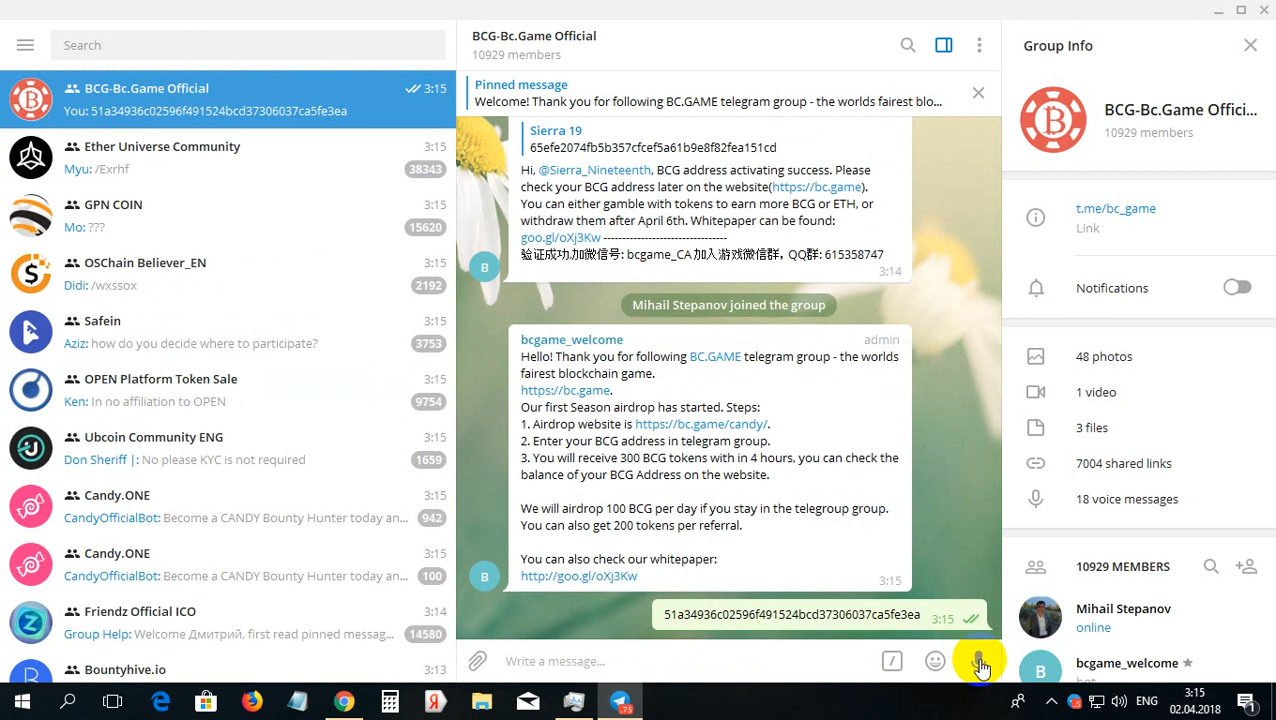 Search
BCG-Bc.Game Official
3:15
You: 51a34936c02596f491524bcd37306037ca5fe3ea
Ether Universe Community
3:15
Myu: /Exrhf
38343
GPN COIN
3:15
Mo: ???
15620
OSChain Believer_EN
3:15
Didi: /wxssox
2192
Safein
3:15
Aziz: how do you decide where to participate?
3753
OPEN Platform Token Sale
3:15
Ken: In no affiliation to OPEN
9754
Ubcoin Community ENG
3:15
Don Sheriff |: No please KYC is not required
1659
Candy.ONE
3:15
CandyOfficialBot: Become a CANDY Bounty Hunter today an...
942
Candy.ONE
3:15
CandyOfficialBot: Become a CANDY Bounty Hunter today an...
100
Friendz Official ICO
3:14
Group Help: Welcome Дмитрий, first read pinned messag...
14580
Bountyhive.io
3:13
BCG-Bc.Game Official
10929 members
Pinned message
Welcome! Thank you for following BC.GAME telegram group - the worlds fairest blo...
Sierra 19
65efe2074fb5b357cfcef5a61b9e8f82fea151cd
Hi, @Sierra_Nineteenth, BCG address activating success. Please
check your BCG address later on the website(https://bc.game).
You can either gamble with tokens to earn more BCG or ETH, or
withdraw them after April 6th. Whitepaper can be found:
goo.gl/oXj3Kw --------------------------------
验证成功,加微信号: bcgame_CA 加入游戏微信群，QQ群: 615358747
3:14
B
Mihail Stepanov joined the group
bcgame_welcome
admin
Hello! Thank you for following BC.GAME telegram group - the worlds
fairest blockchain game.
https://bc.game.
Our first Season airdrop has started. Steps:
1. Airdrop website is https://bc.game/candy/.
2. Enter your BCG address in telegram group.
3. You will receive 300 BCG tokens with in 4 hours, you can check the
balance of your BCG Address on the website.
We will airdrop 100 BCG per day if you stay in the telegroup group.
You can also get 200 tokens per referral.
You can also check our whitepaper:
http://goo.gl/oXj3Kw
3:15
B
51a34936c02596f491524bcd37306037ca5fe3ea
3:15
Write a message...
Group Info
BCG-Bc.Game Offici...
10929 members
t.me/bc_game
Link
Notifications
48 photos
1 video
3 files
7004 shared links
18 voice messages
10929 MEMBERS
Mihail Stepanov
online
B
bcgame_welcome
ENG
3:15
02.04.2018